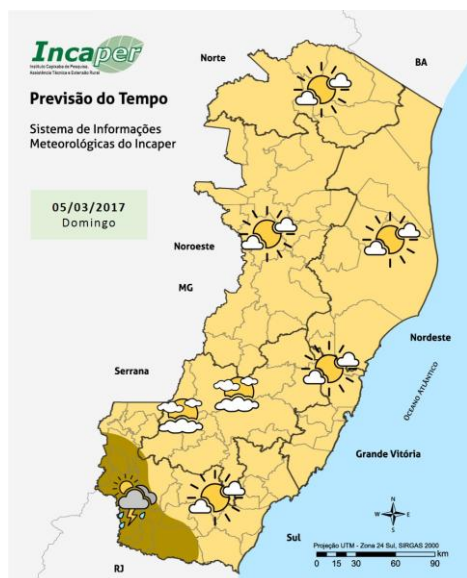 Incaper
Instituto Capixaba de Pesquisa,
Assistência Técnica e Extensão Rural
Previsão do Tempo
Sistema de Informações
Meteorológicas do Incaper
05/03/2017
Domingo
Norte
BA
Noroeste
MG
Nordeste
Serrana
OCEANO ATLÂNTICO
Grande Vitória
Sul
RJ
N
W
E
S
Projeção UTM - Zona 24 Sul, SIRGAS 2000
0 15 30 60 90
km